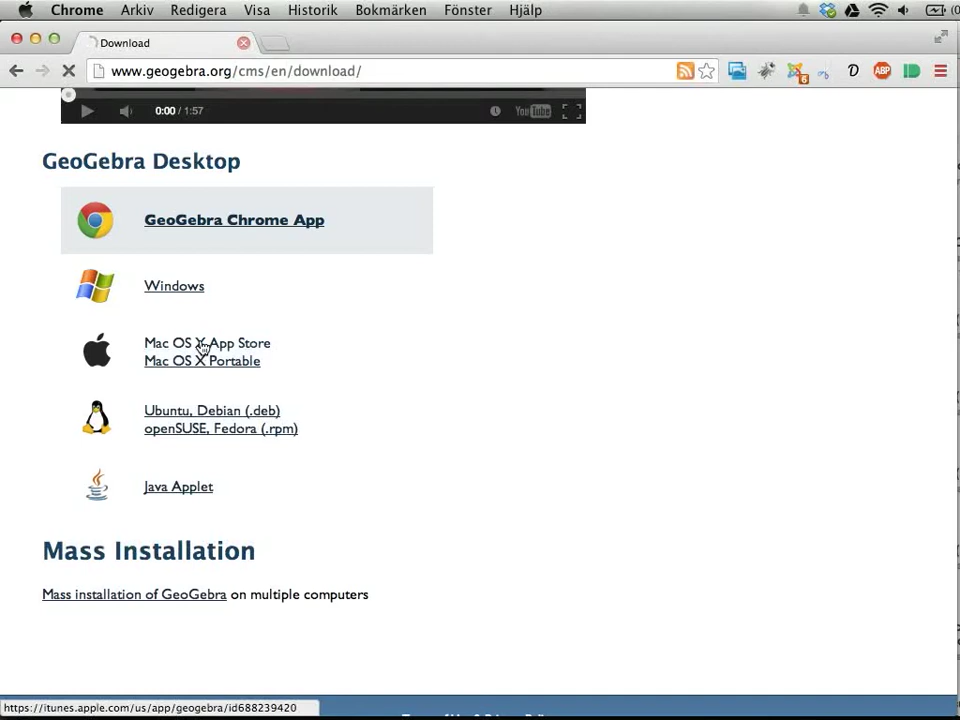 Chrome Arkiv Redigera Visa Historik Bokmärken Fönster Hjälp
Download
www.geogebra.org/cms/en/download/
6
ABP
0:00 / 1:57
YouTube
GeoGebra Desktop
GeoGebra Chrome App
Windows
Mac OS X App Store
Mac OS X Portable
Ubuntu, Debian (.deb)
openSUSE, Fedora (.rpm)
Java Applet
Mass Installation
Mass installation of GeoGebra on multiple computers
https://itunes.apple.com/us/app/geogebra/id688239420